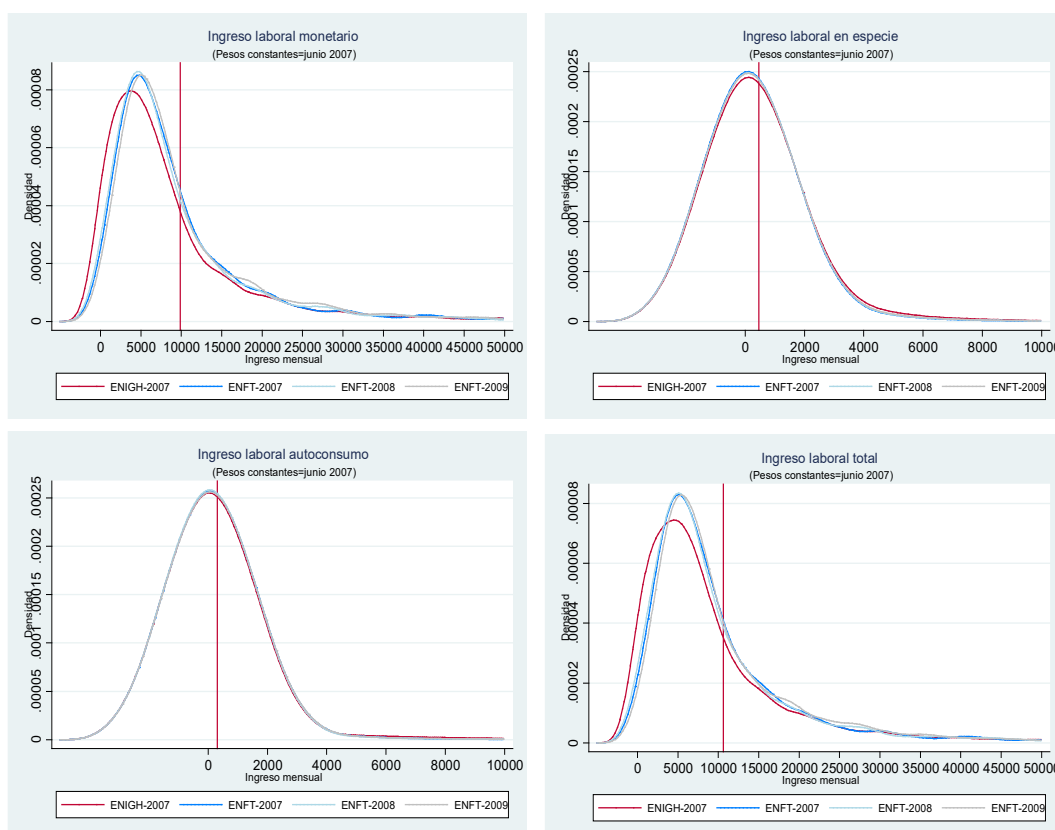 Ingreso laboral monetario
(Pesos constantes=junio 2007)
Densidad
0 .00002 .00004 .00006 .00008
0 5000 10000 15000 20000 25000 30000 35000 40000 45000 50000
Ingreso mensual
ENIGH-2007 ENFT-2007 ENFT-2008 ENFT-2009
Ingreso laboral en especie
(Pesos constantes=junio 2007)
Densidad
0 .00005 .0001 .00015 .0002 .00025
0 2000 4000 6000 8000 10000
Ingreso mensual
ENIGH-2007 ENFT-2007 ENFT-2008 ENFT-2009
Ingreso laboral autoconsumo
(Pesos constantes=junio 2007)
Densidad
0 .00005 .0001 .00015 .0002 .00025
0 2000 4000 6000 8000 10000
Ingreso mensual
ENIGH-2007 ENFT-2007 ENFT-2008 ENFT-2009
Ingreso laboral total
(Pesos constantes=junio 2007)
Densidad
0 .00002 .00004 .00006 .00008
0 5000 10000 15000 20000 25000 30000 35000 40000 45000 50000
Ingreso mensual
ENIGH-2007 ENFT-2007 ENFT-2008 ENFT-2009